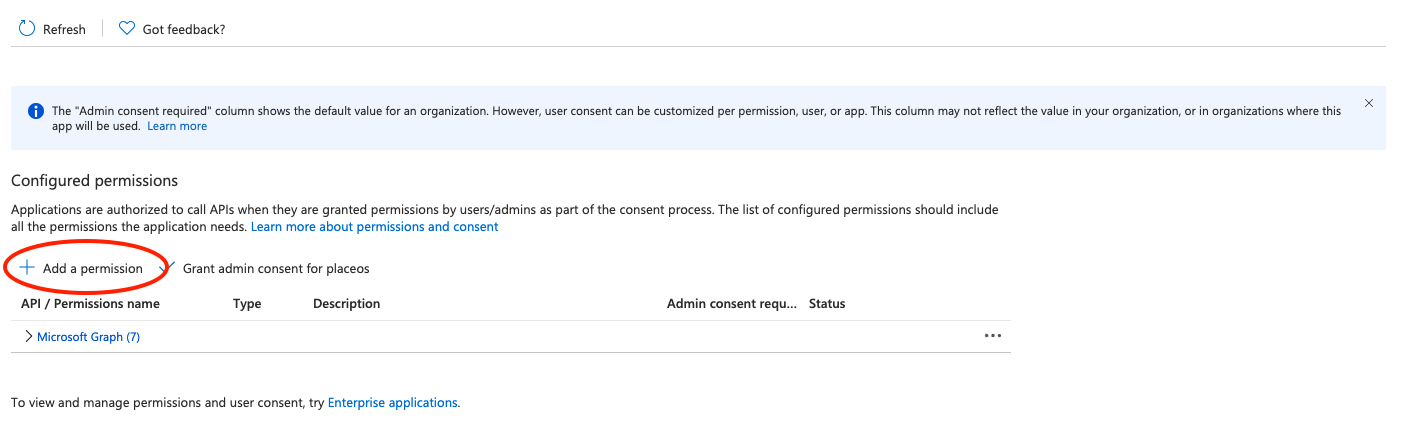 Refresh
Got feedback?
The "Admin consent required" column shows the default value for an organization. However, user consent can be customized per permission, user, or app. This column may not reflect the value in your organization, or in organizations where this
app will be used. Learn more
Configured permissions
Applications are authorized to call APIs when they are granted permissions by users/admins as part of the consent process. The list of configured permissions should include
all the permissions the application needs. Learn more about permissions and consent
Add a permission
Grant admin consent for placeos
API / Permissions name Type Description Admin consent requ... Status
Microsoft Graph (7)
To view and manage permissions and user consent, try Enterprise applications.